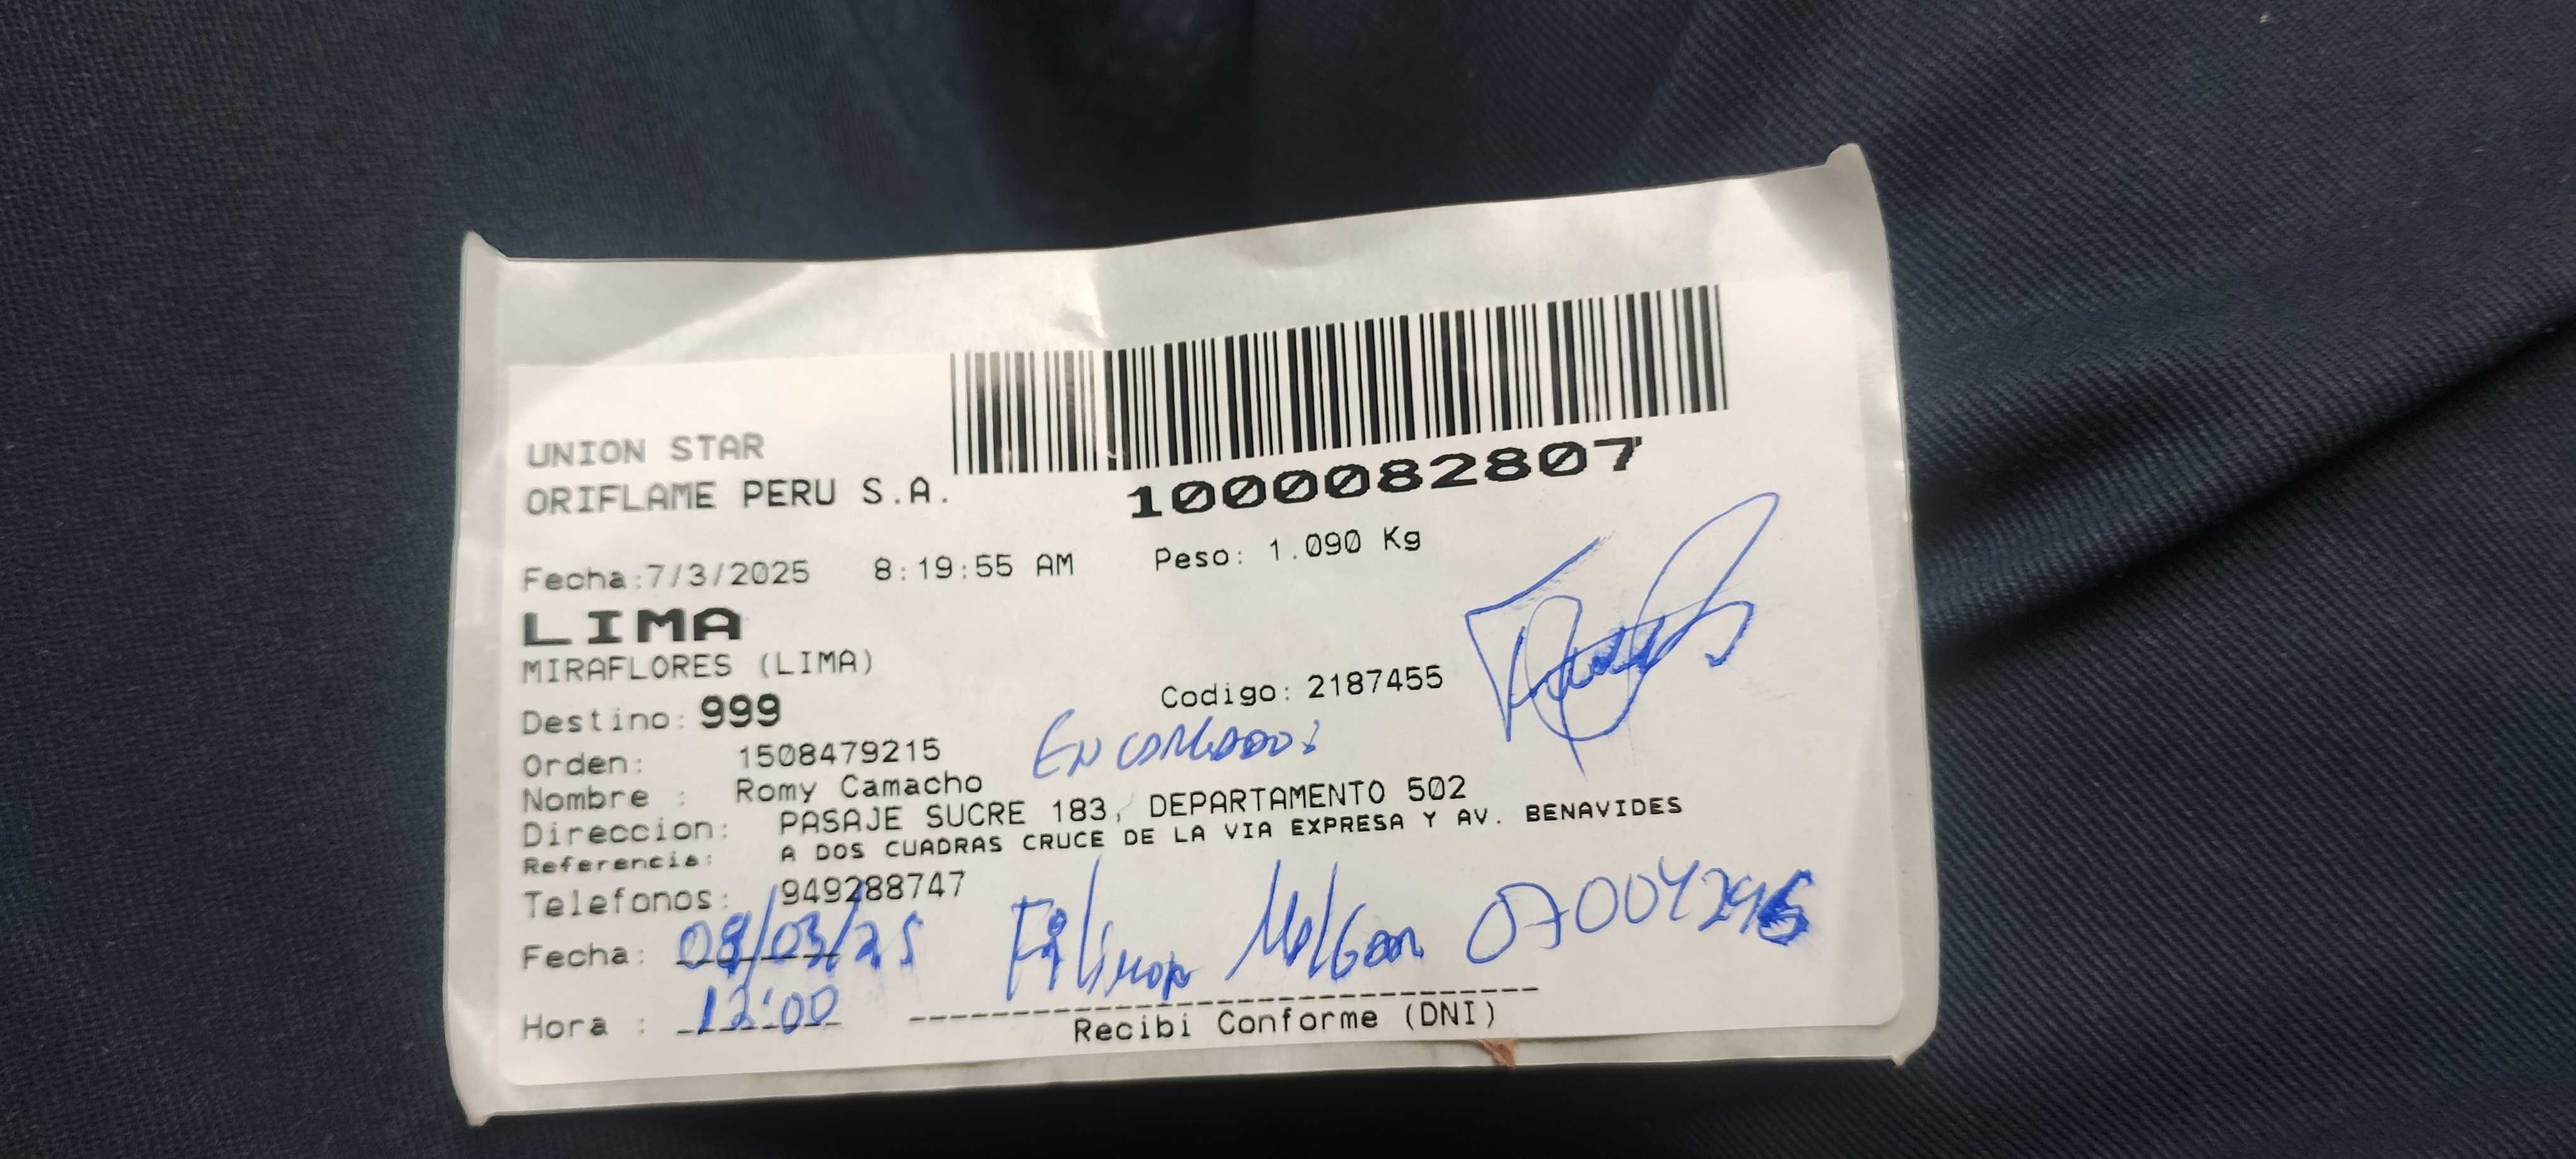 UNION STAR
ORIFLAME PERU S.A.
1000082807
Fecha:7/3/2025 8:19:55 AM Peso: 1.090 Kg
LIMA
MIRAFLORES (LIMA)
Codigo: 2187455
Destino: 999
Orden: 1508479215
ENCARGADO:
Nombre : Romy Camacho
Direccion: PASAJE SUCRE 183, DEPARTAMENTO 502
Referencia: A DOS CUADRAS CRUCE DE LA VIA EXPRESA Y AV. BENAVIDES
Telefonos: 949288747
Fecha: 08/03/25 Melgar
Hora : 12:00
Recibi Conforme (DNI)